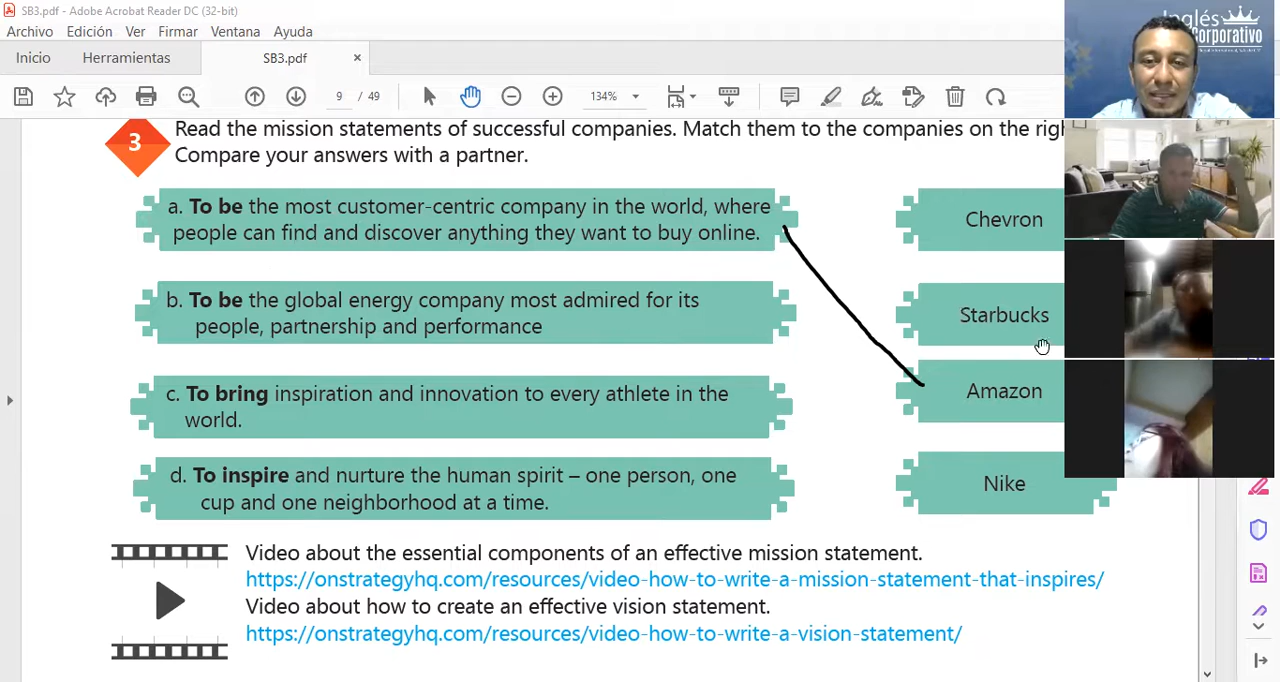 SB3.pdf - Adobe Acrobat Reader DC (32-bit)
Archivo Edición Ver Firmar Ventana Ayuda
Inicio Herramientas SB3.pdf ×
9 / 49 134%
Inglés
Corporativo
3 Read the mission statements of successful companies. Match them to the companies on the
Compare your answers with a partner.
a. To be the most customer-centric company in the world, where
people can find and discover anything they want to buy online.
Chevron
b. To be the global energy company most admired for its
people, partnership and performance
Starbucks
c. To bring inspiration and innovation to every athlete in the
world.
Amazon
d. To inspire and nurture the human spirit – one person, one
cup and one neighborhood at a time.
Nike
Video about the essential components of an effective mission statement.
https://onstrategyhq.com/resources/video-how-to-write-a-mission-statement-that-inspires/
Video about how to create an effective vision statement.
https://onstrategyhq.com/resources/video-how-to-write-a-vision-statement/